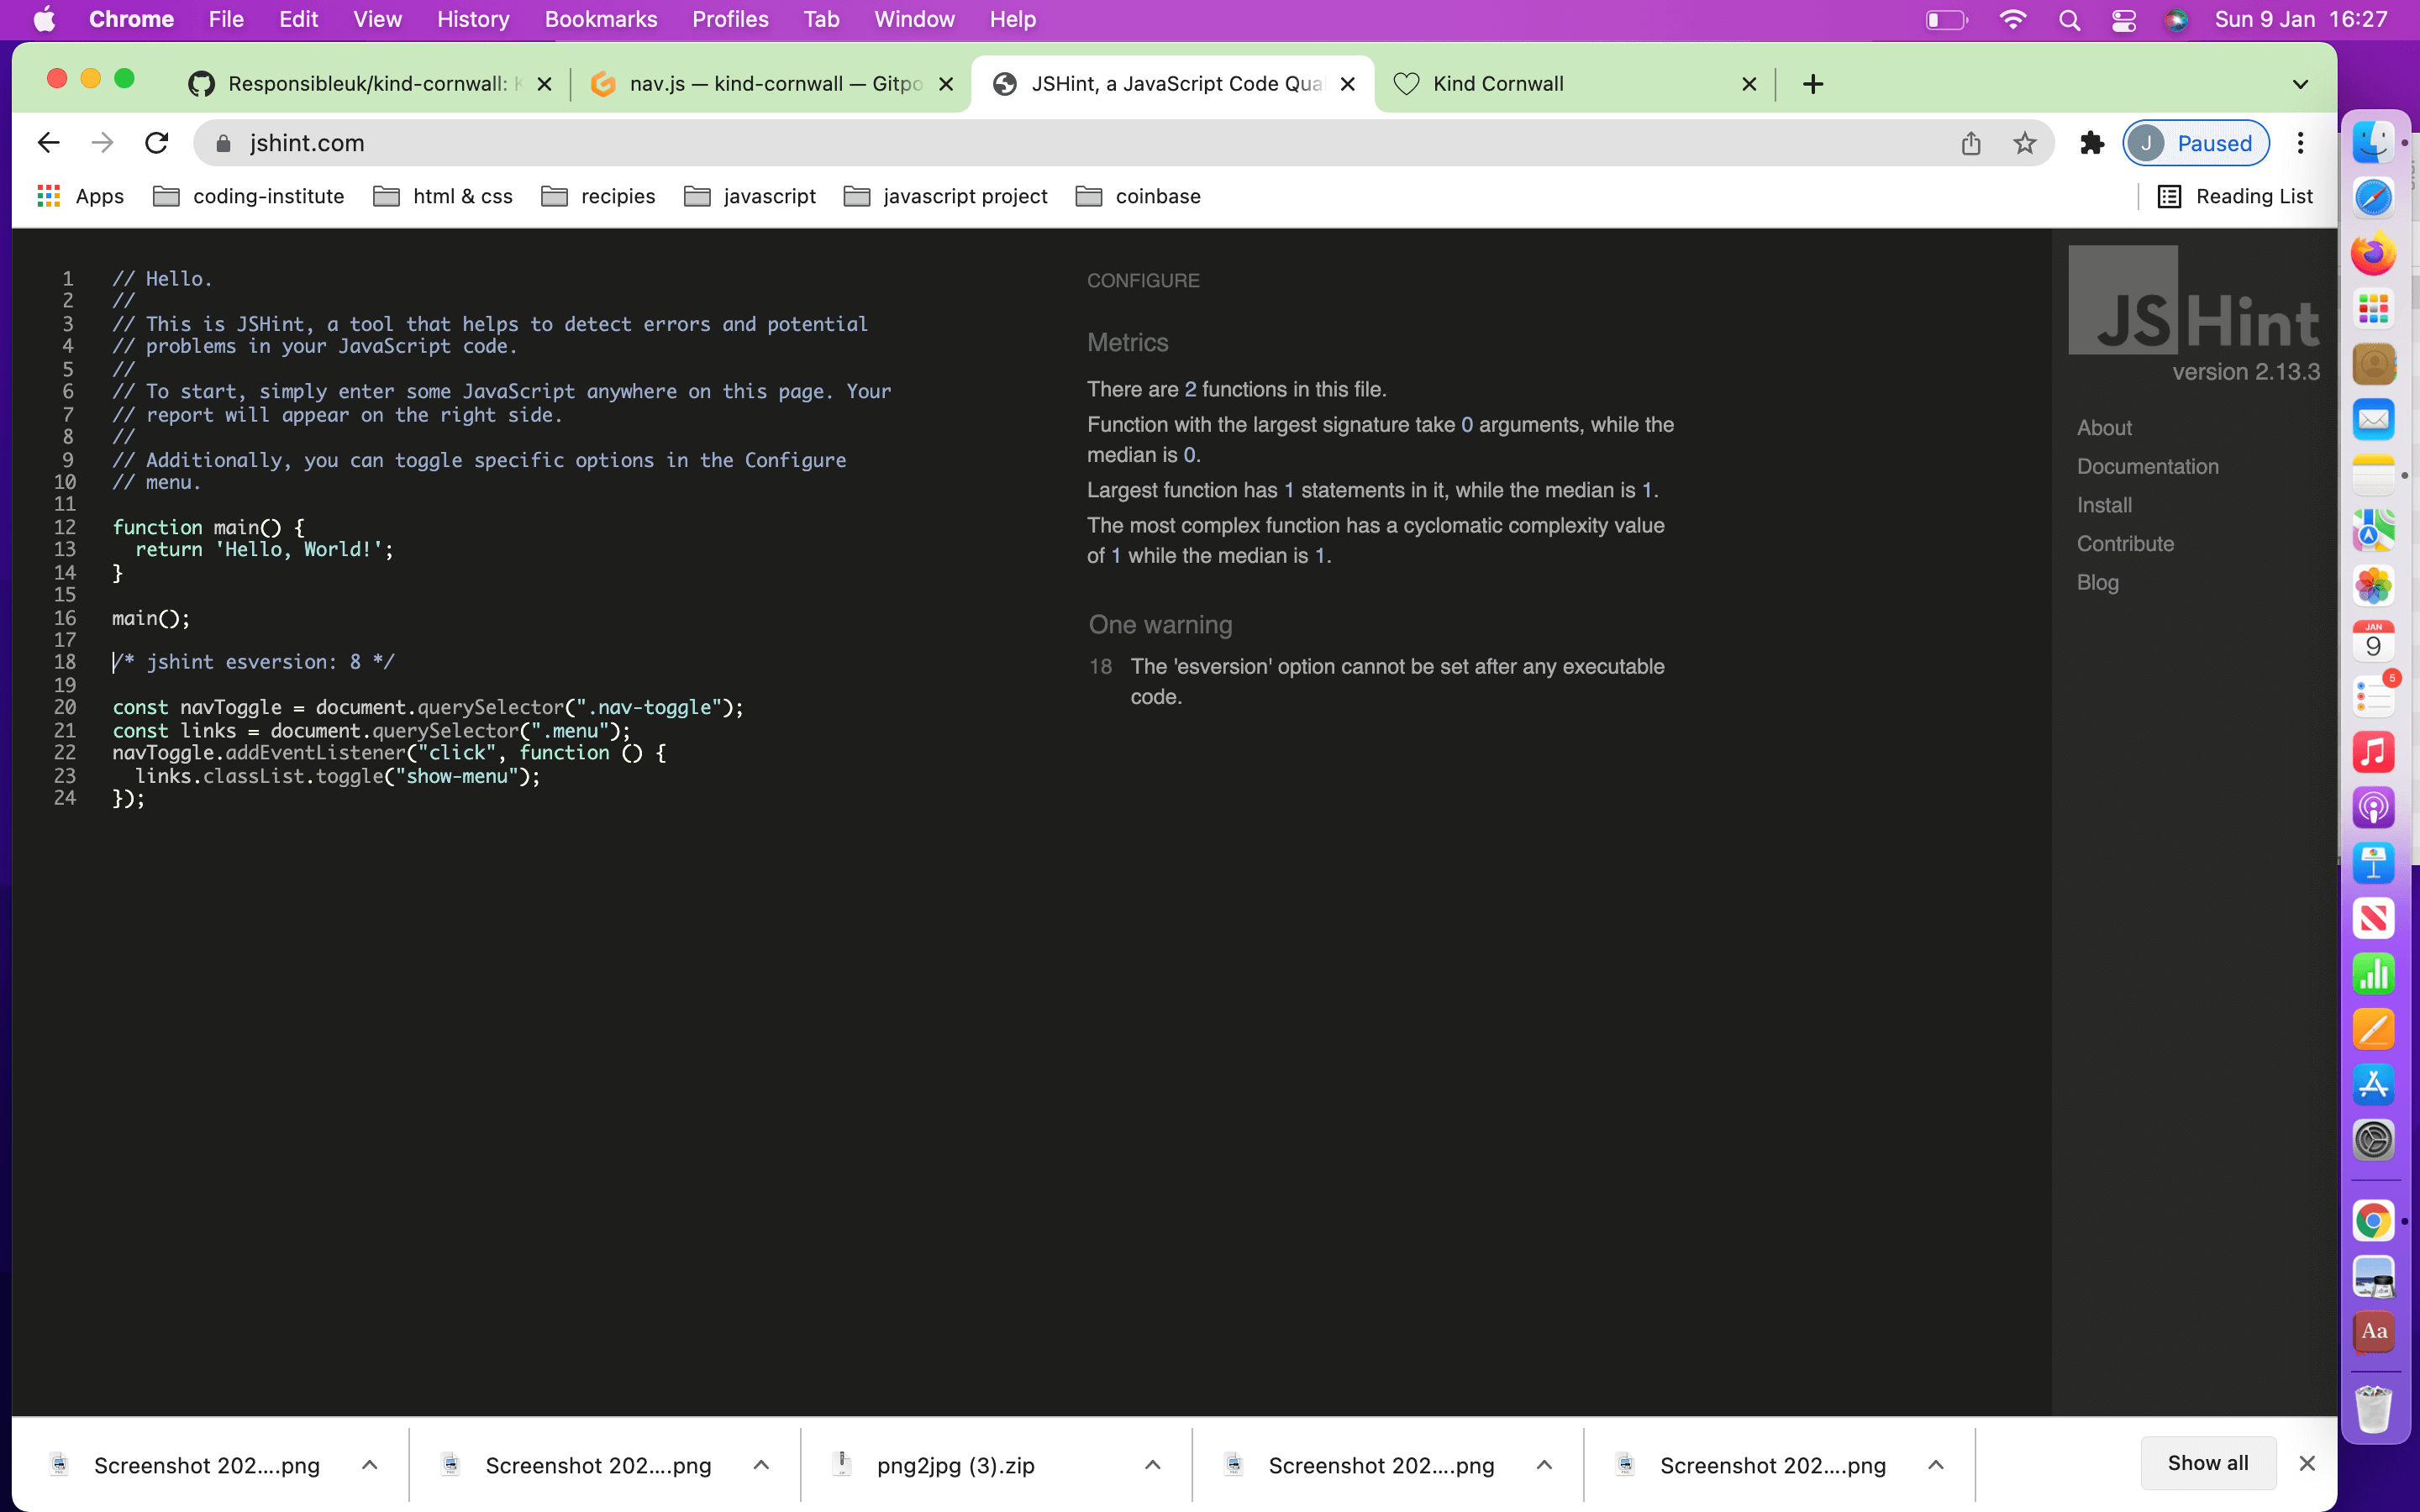 Chrome File Edit View History Bookmarks Profiles Tab Window Help Sun 9 Jan 16:27
Responsibleuk/kind-cornwall: nav.js — kind-cornwall — Gitpo JSHint, a JavaScript Code Qua Kind Cornwall
jshint.com J Paused
Apps coding-institute html & css recipies javascript javascript project coinbase Reading List
1 // Hello.
2 //
3 // This is JSHint, a tool that helps to detect errors and potential
4 // problems in your JavaScript code.
5 //
6 // To start, simply enter some JavaScript anywhere on this page. Your
7 // report will appear on the right side.
8 //
9 // Additionally, you can toggle specific options in the Configure
10 // menu.
11
12 function main() {
13   return 'Hello, World!';
14 }
15
16 main();
17
18 /* jshint esversion: 8 */
19
20 const navToggle = document.querySelector(".nav-toggle");
21 const links = document.querySelector(".menu");
22 navToggle.addEventListener("click", function () {
23   links.classList.toggle("show-menu");
24 });
CONFIGURE
Metrics
There are 2 functions in this file.
Function with the largest signature take 0 arguments, while the
median is 0.
Largest function has 1 statements in it, while the median is 1.
The most complex function has a cyclomatic complexity value
of 1 while the median is 1.
One warning
18 The 'esversion' option cannot be set after any executable
code.
JSHint
version 2.13.3
About
Documentation
Install
Contribute
Blog
JAN
9
5
Aa
Screenshot 202....png Screenshot 202....png png2jpg (3).zip Screenshot 202....png Screenshot 202....png Show all